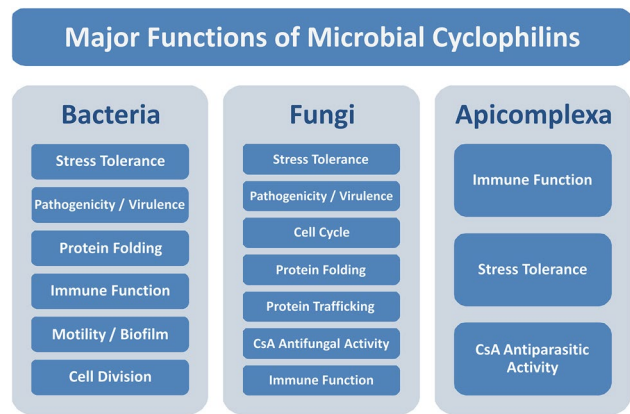 Major Functions of Microbial Cyclophilins
Bacteria
Stress Tolerance
Pathogenicity / Virulence
Protein Folding
Immune Function
Motility / Biofilm
Cell Division
Fungi
Stress Tolerance
Pathogenicity / Virulence
Cell Cycle
Protein Folding
Protein Trafficking
CsA Antifungal Activity
Immune Function
Apicomplexa
Immune Function
Stress Tolerance
CsA Antiparasitic
Activity